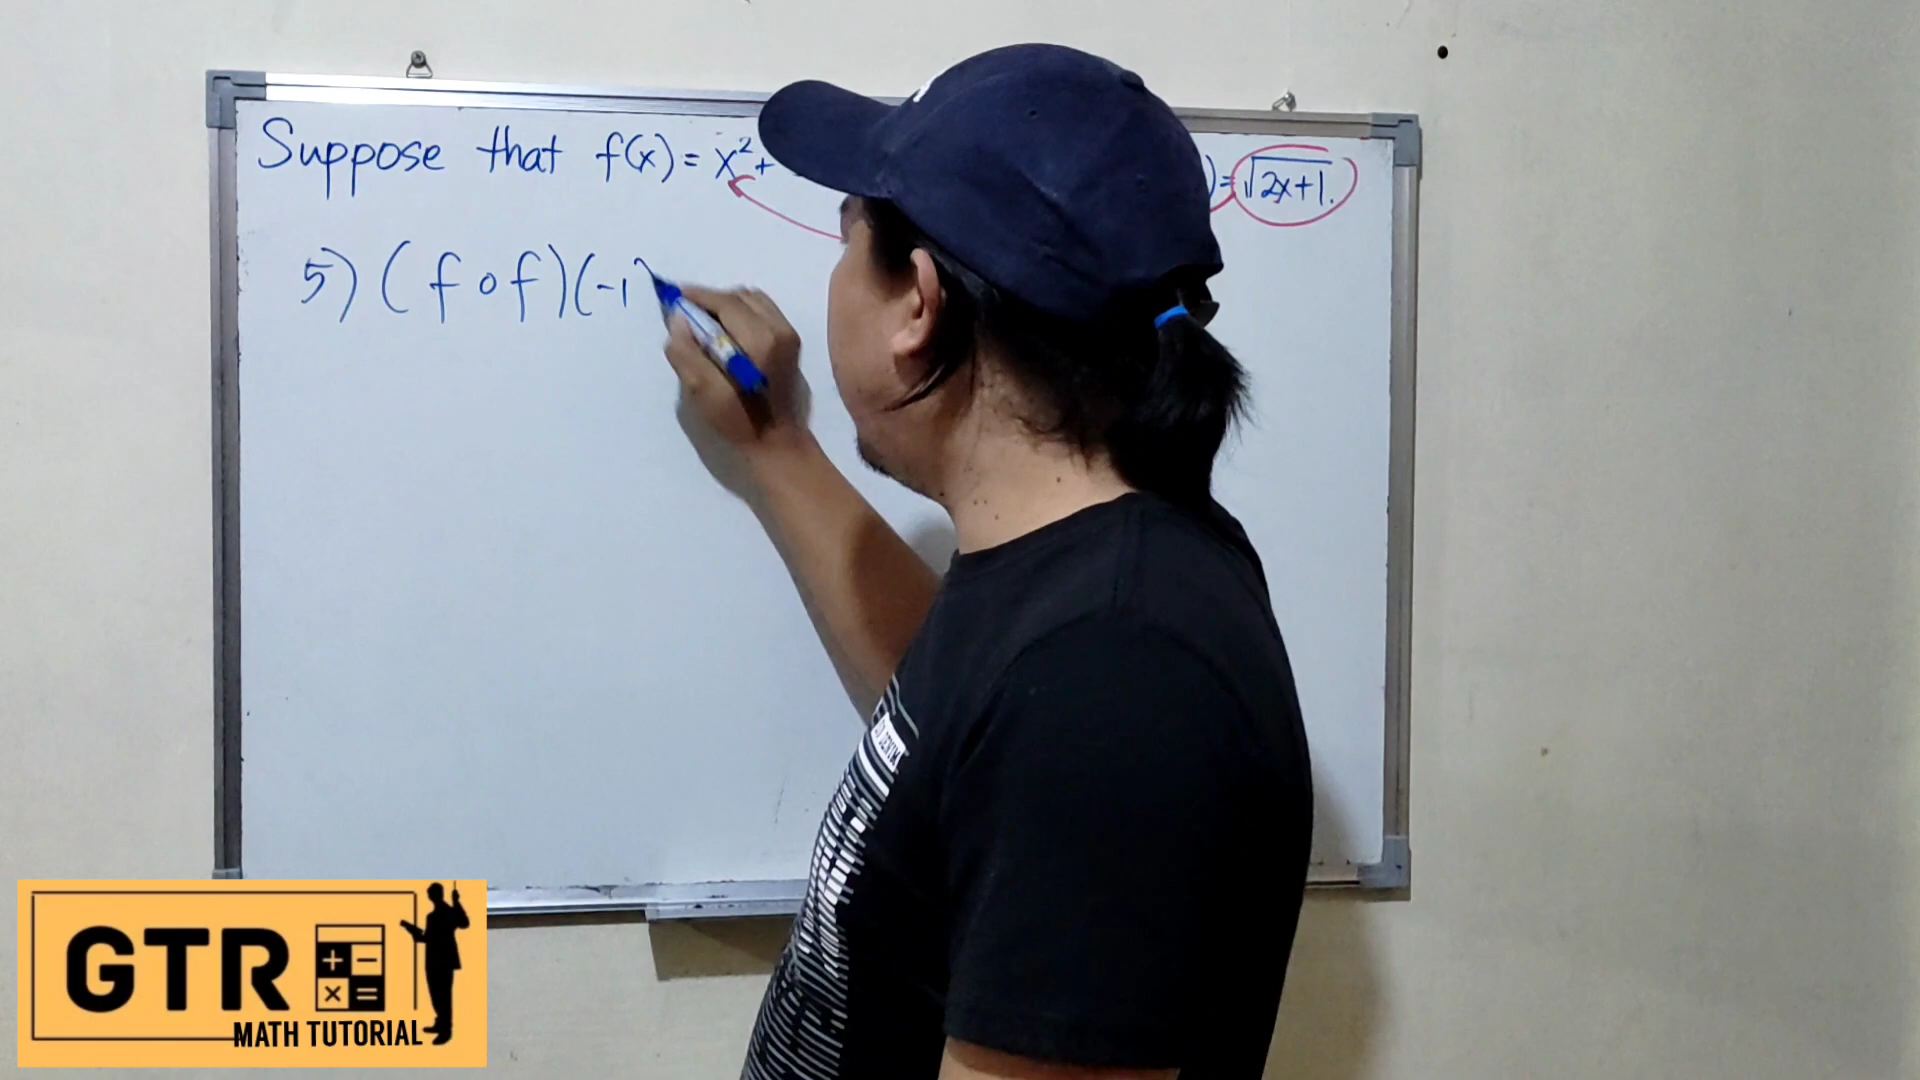 Suppose that f(x) = x²+ )=√2x+1.
5) (f o f)(-1)
GTR + − × =
MATH TUTORIAL